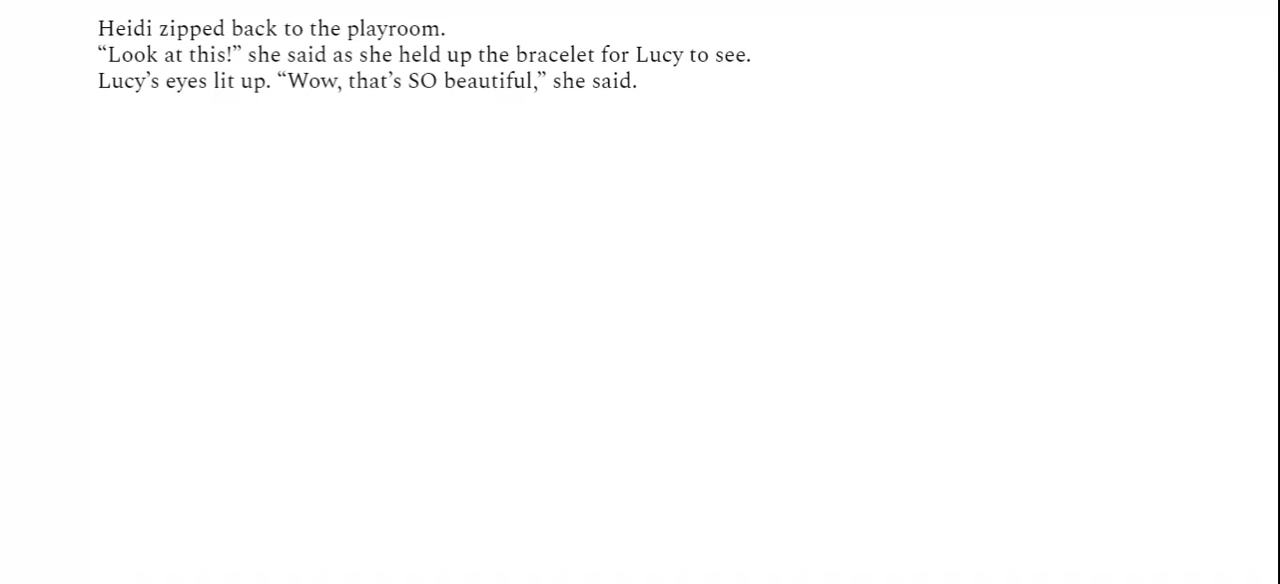 Heidi zipped back to the playroom.
“Look at this!” she said as she held up the bracelet for Lucy to see.
Lucy’s eyes lit up. “Wow, that’s SO beautiful,” she said.